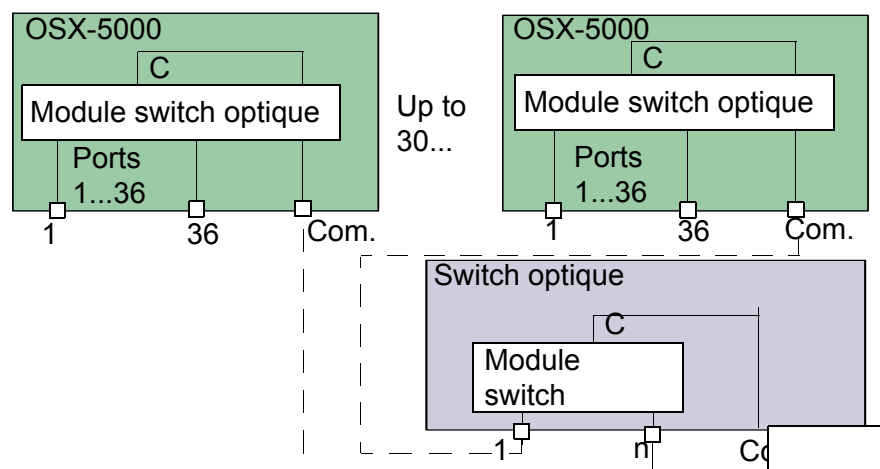 OSX-5000
C
Module switch optique
Ports
1...36
1
36
Com.
Up to
30...
OSX-5000
C
Module switch optique
Ports
1...36
1
36
Com.
Switch optique
C
Module
switch
1
n